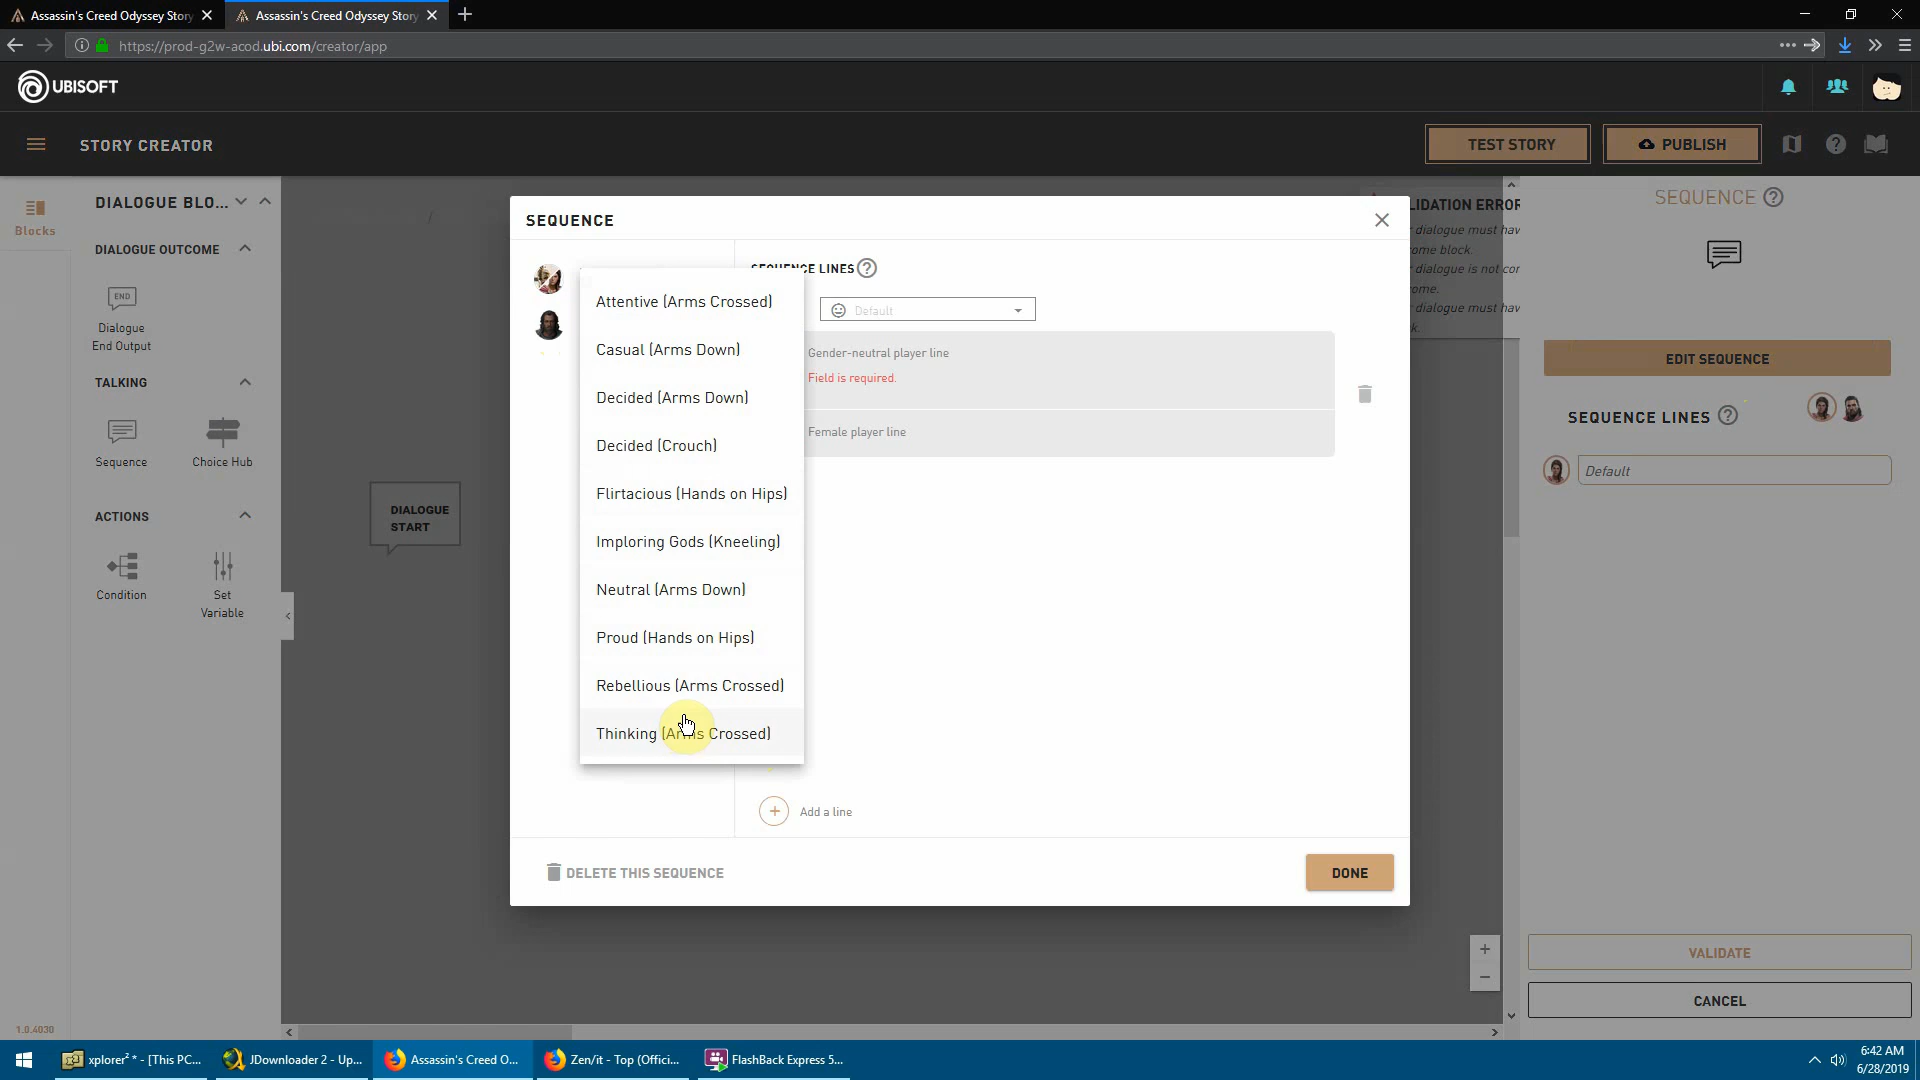 Assassin's Creed Odyssey Story
Assassin's Creed Odyssey Story
https://prod-g2w-acod.ubi.com/creator/app
UBISOFT
STORY CREATOR
TEST STORY
PUBLISH
Blocks
DIALOGUE BLO...
DIALOGUE OUTCOME
END
Dialogue
End Output
TALKING
Sequence
Choice Hub
ACTIONS
Condition
Set
Variable
1.0.4030
DIALOGUE
START
SEQUENCE
SEQUENCE LINES
Default
Gender-neutral player line
Field is required.
Female player line
Attentive (Arms Crossed)
Casual (Arms Down)
Decided (Arms Down)
Decided (Crouch)
Flirtacious (Hands on Hips)
Imploring Gods (Kneeling)
Neutral (Arms Down)
Proud (Hands on Hips)
Rebellious (Arms Crossed)
Thinking (Arms Crossed)
Add a line
DELETE THIS SEQUENCE
DONE
LIDATION ERROR
dialogue must hav
ome block.
dialogue is not con
ome.
dialogue must hav
k.
SEQUENCE
EDIT SEQUENCE
SEQUENCE LINES
Default
VALIDATE
CANCEL
xplorer² * - [This PC...
JDownloader 2 - Up...
Assassin's Creed O...
Zen/it - Top (Offici...
FlashBack Express 5...
6:42 AM
6/28/2019